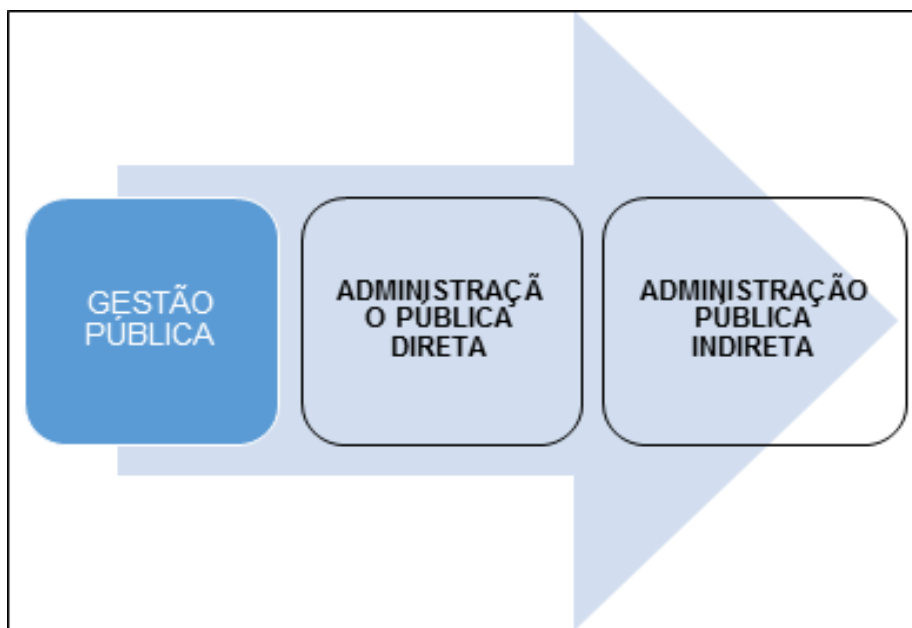 GESTÃO
PÚBLICA
ADMINISTRAÇÃ
O PÚBLICA
DIRETA
ADMINISTRAÇÃO
PÚBLICA
INDIRETA